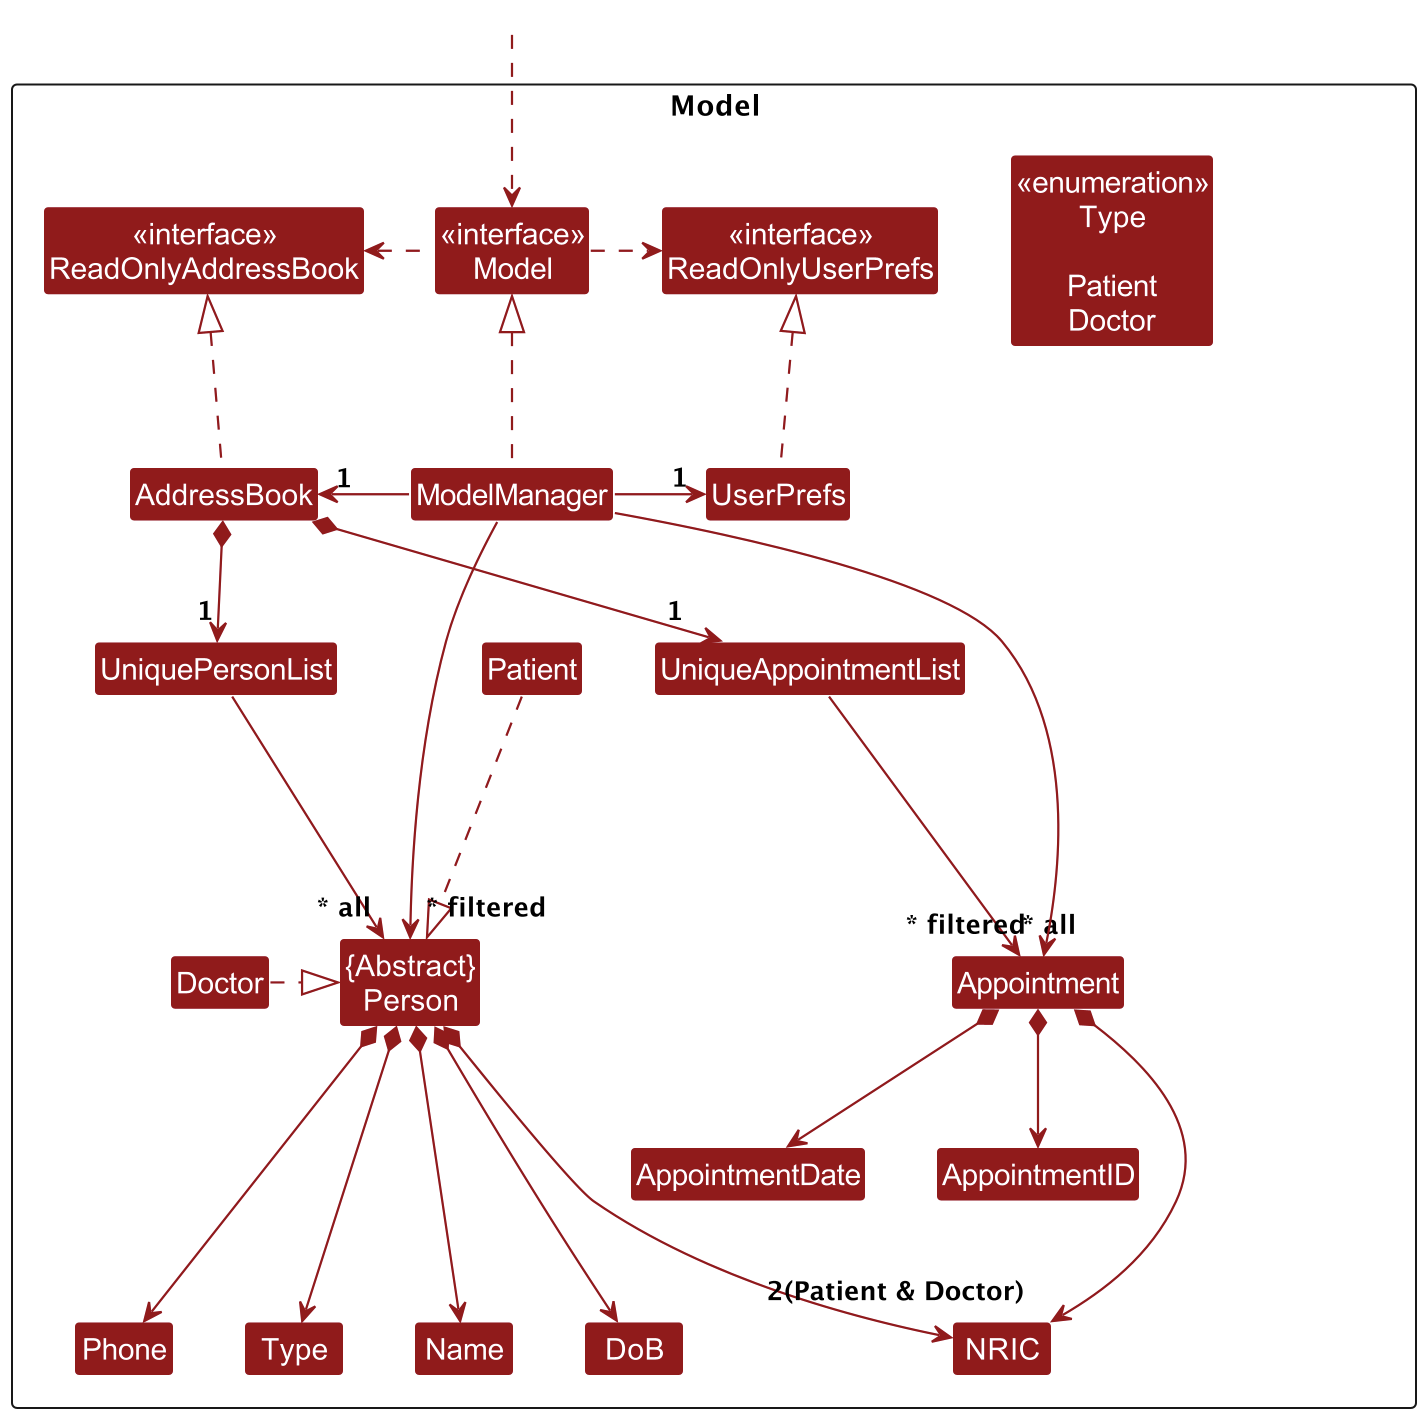 Model
«interface»
ReadOnlyAddressBook
«interface»
Model
«interface»
ReadOnlyUserPrefs
«enumeration»
Type
Patient
Doctor
AddressBook
1
ModelManager
1
UserPrefs
1
1
UniquePersonList
Patient
UniqueAppointmentList
* all
* filtered
* filtered
* all
Doctor
{Abstract}
Person
Appointment
AppointmentDate
AppointmentID
2(Patient & Doctor)
Phone
Type
Name
DoB
NRIC